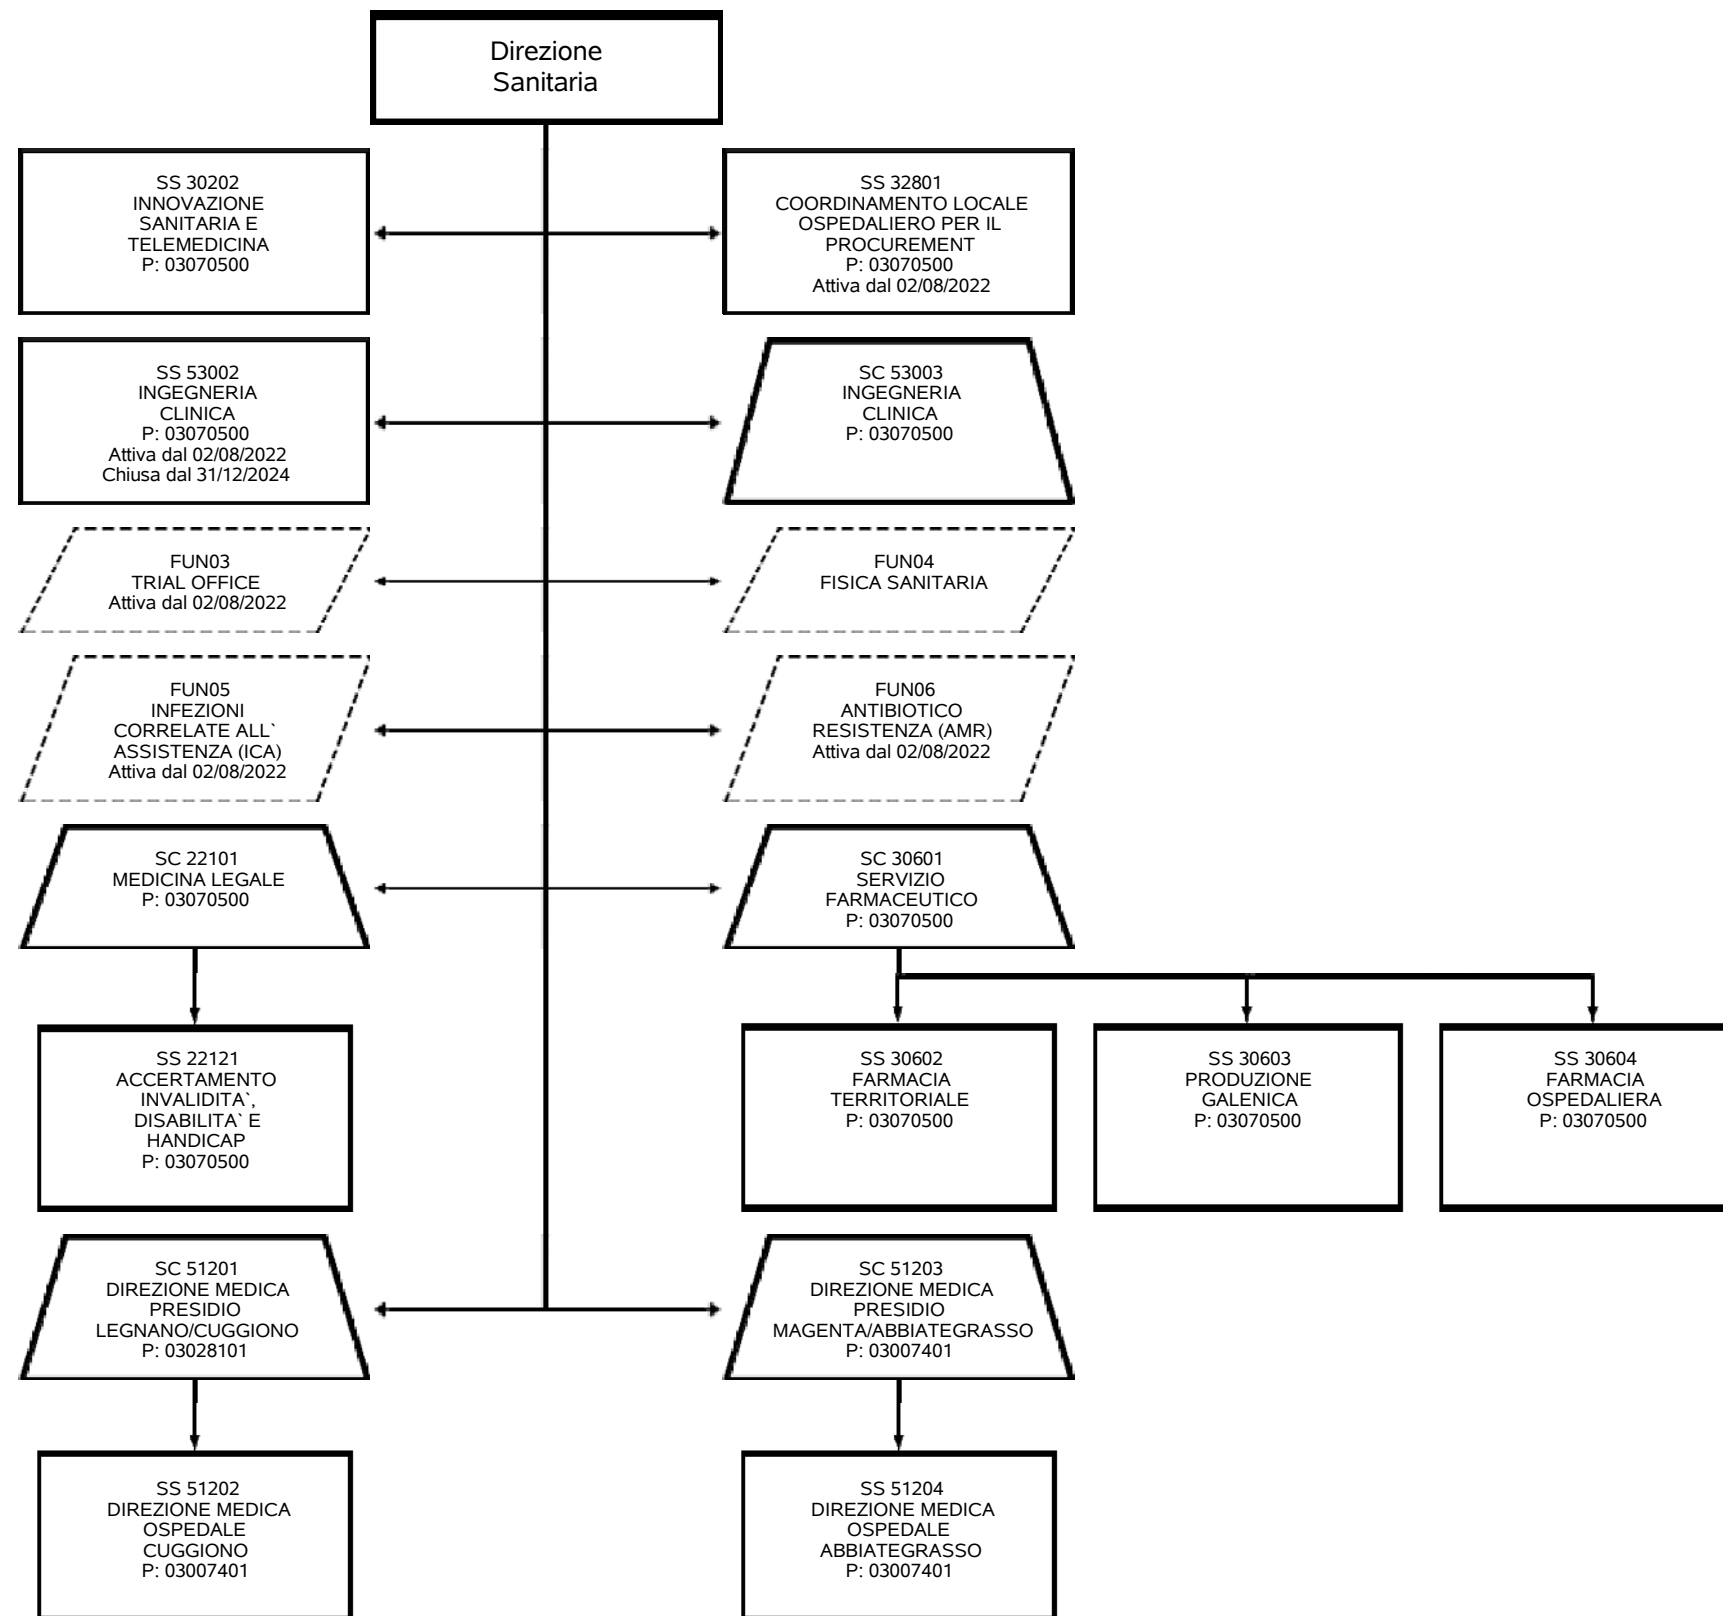 Direzione
Sanitaria
SS 30202
INNOVAZIONE
SANITARIA E
TELEMEDICINA
P: 03070500
SS 32801
COORDINAMENTO LOCALE
OSPEDALIERO PER IL
PROCUREMENT
P: 03070500
Attiva dal 02/08/2022
SS 53002
INGEGNERIA
CLINICA
P: 03070500
Attiva dal 02/08/2022
Chiusa dal 31/12/2024
SC 53003
INGEGNERIA
CLINICA
P: 03070500
FUN03
TRIAL OFFICE
Attiva dal 02/08/2022
FUN04
FISICA SANITARIA
FUN05
INFEZIONI
CORRELATE ALL`
ASSISTENZA (ICA)
Attiva dal 02/08/2022
FUN06
ANTIBIOTICO
RESISTENZA (AMR)
Attiva dal 02/08/2022
SC 22101
MEDICINA LEGALE
P: 03070500
SC 30601
SERVIZIO
FARMACEUTICO
P: 03070500
SS 22121
ACCERTAMENTO
INVALIDITA`,
DISABILITA` E
HANDICAP
P: 03070500
SS 30602
FARMACIA
TERRITORIALE
P: 03070500
SS 30603
PRODUZIONE
GALENICA
P: 03070500
SS 30604
FARMACIA
OSPEDALIERA
P: 03070500
SC 51201
DIREZIONE MEDICA
PRESIDIO
LEGNANO/CUGGIONO
P: 03028101
SC 51203
DIREZIONE MEDICA
PRESIDIO
MAGENTA/ABBIATEGRASSO
P: 03007401
SS 51202
DIREZIONE MEDICA
OSPEDALE
CUGGIONO
P: 03007401
SS 51204
DIREZIONE MEDICA
OSPEDALE
ABBIATEGRASSO
P: 03007401